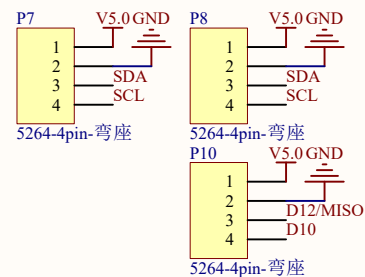 P7
V5.0 GND
1
2
3 SDA
4 SCL
5264-4pin-弯座
P8
V5.0 GND
1
2
3 SDA
4 SCL
5264-4pin-弯座
P10
V5.0 GND
1
2
3 D12/MISO
4 D10
5264-4pin-弯座